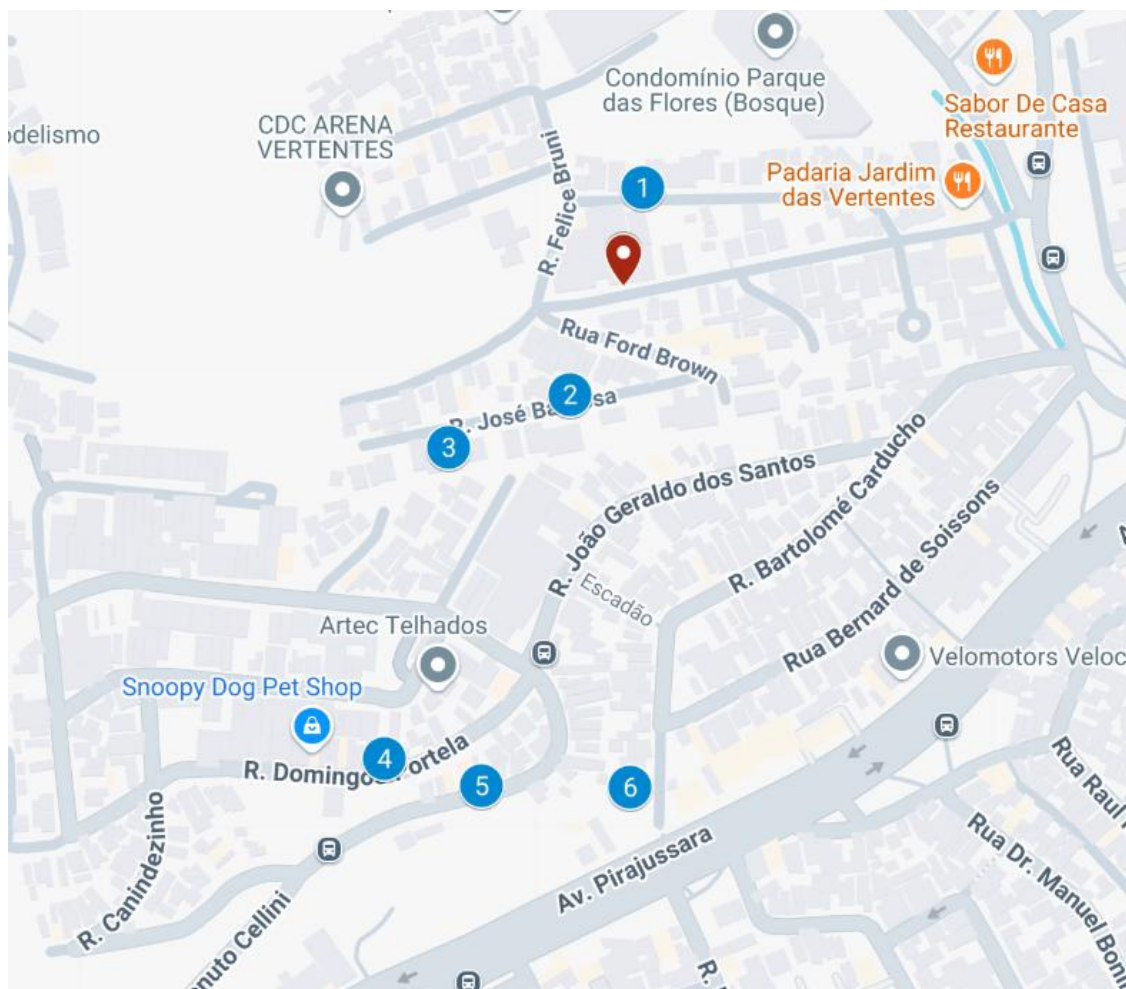 Condomínio Parque
das Flores (Bosque)
Sabor De Casa
Restaurante
odelismo
CDC ARENA
VERTENTES
Padaria Jardim
das Vertentes
1
R. Felice Bruni
Rua Ford Brown
2
R. José Ba sa
3
R. João Geraldo dos Santos
R. Bartolomé Carducho
Rua Bernard de Soissons
Escadão
Artec Telhados
Velomotors Veloc
Snoopy Dog Pet Shop
4
R. Domingo ortela
5
6
R. Canindezinho
nuto Cellini
Av. Pirajussara
Rua Raul
Rua Dr. Manuel Boni
R.
A